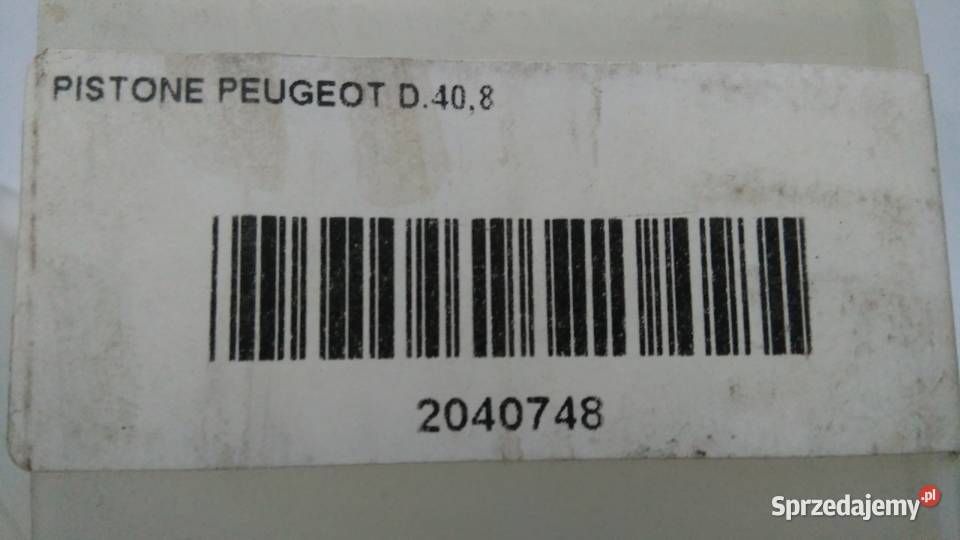 PISTONE PEUGEOT D.40,8
2040748
Sprzedajemy.pl